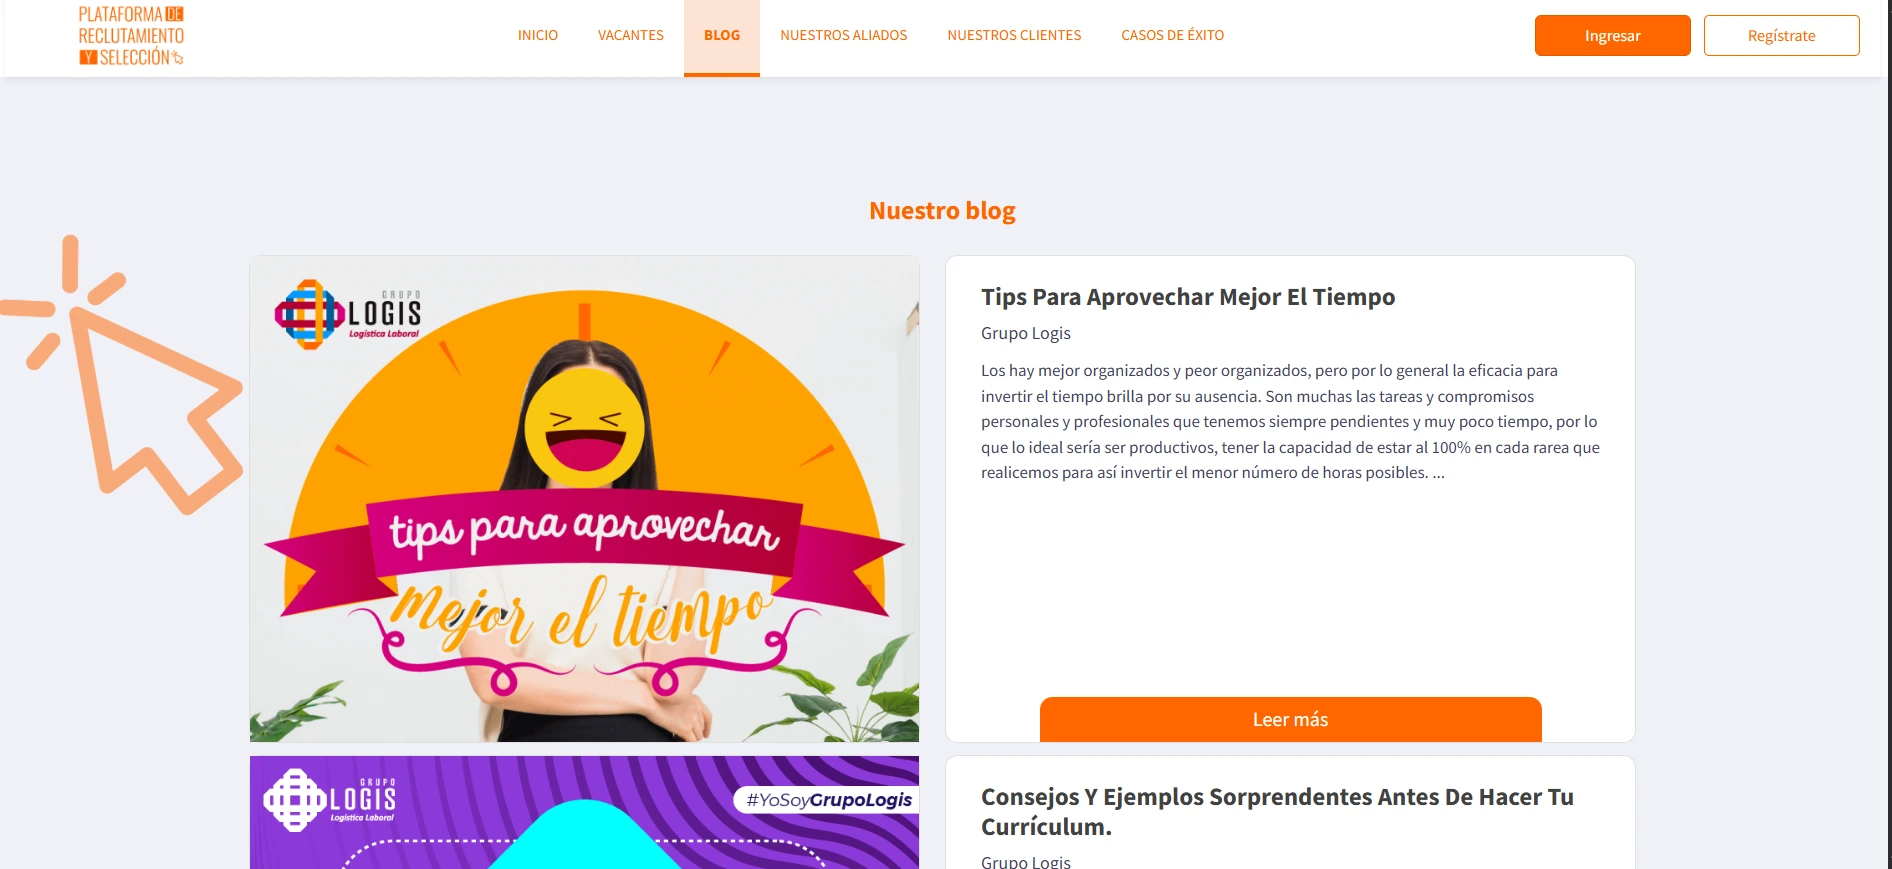 PLATAFORMA DE
RECLUTAMIENTO
Y SELECCIÓN
INICIO
VACANTES
BLOG
NUESTROS ALIADOS
NUESTROS CLIENTES
CASOS DE ÉXITO
Ingresar
Regístrate
Nuestro blog
GRUPO
LOGIS
Logística Laboral
tips para aprovechar
mejor el tiempo
Tips Para Aprovechar Mejor El Tiempo
Grupo Logis
Los hay mejor organizados y peor organizados, pero por lo general la eficacia para
invertir el tiempo brilla por su ausencia. Son muchas las tareas y compromisos
personales y profesionales que tenemos siempre pendientes y muy poco tiempo, por lo
que lo ideal sería ser productivos, tener la capacidad de estar al 100% en cada rarea que
realicemos para así invertir el menor número de horas posibles. ...
Leer más
GRUPO
LOGIS
Logística Laboral
#YoSoyGrupoLogis
Consejos Y Ejemplos Sorprendentes Antes De Hacer Tu
Currículum.
Grupo Logis